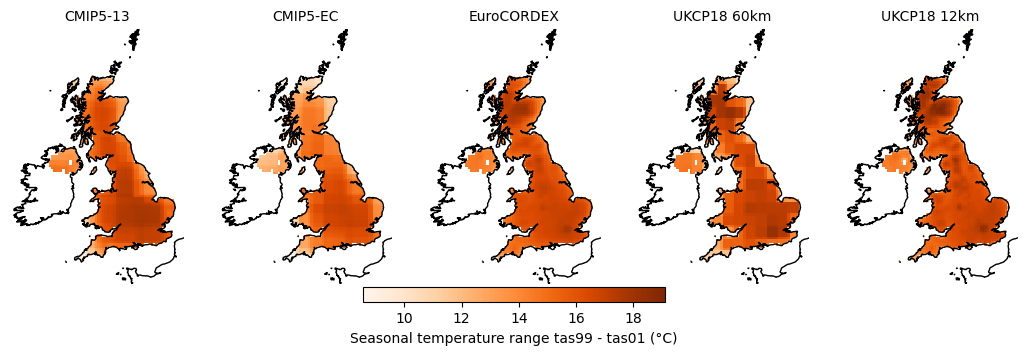 CMIP5-13
CMIP5-EC
EuroCORDEX
UKCP18 60km
UKCP18 12km
10 12 14 16 18
Seasonal temperature range tas99 - tas01 (°C)